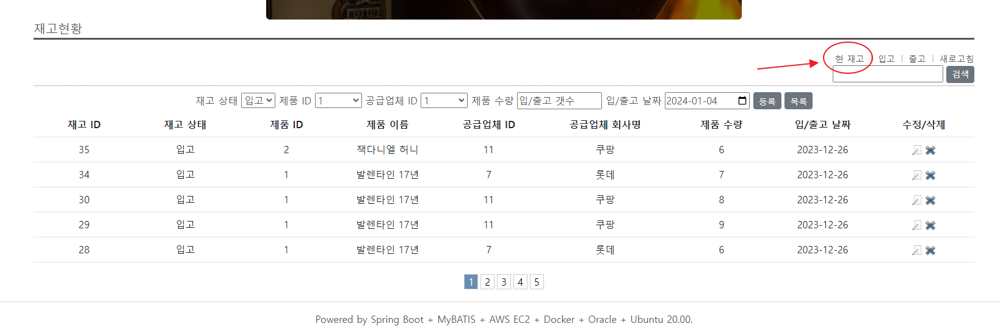 재고현황
현 재고 | 입고 | 출고 | 새로고침
검색
재고 상태 입고 제품 ID 1 공급업체 ID 1 제품 수량 입/출고 갯수 입/출고 날짜 2024-01-04 등록 목록
재고 ID 재고 상태 제품 ID 제품 이름 공급업체 ID 공급업체 회사명 제품 수량 입/출고 날짜 수정/삭제
35 입고 2 잭다니엘 허니 11 쿠팡 6 2023-12-26
34 입고 1 발렌타인 17년 7 롯데 7 2023-12-26
30 입고 1 발렌타인 17년 11 쿠팡 8 2023-12-26
29 입고 1 발렌타인 17년 11 쿠팡 9 2023-12-26
28 입고 1 발렌타인 17년 7 롯데 6 2023-12-26
1 2 3 4 5
Powered by Spring Boot + MyBATIS + AWS EC2 + Docker + Oracle + Ubuntu 20.00.